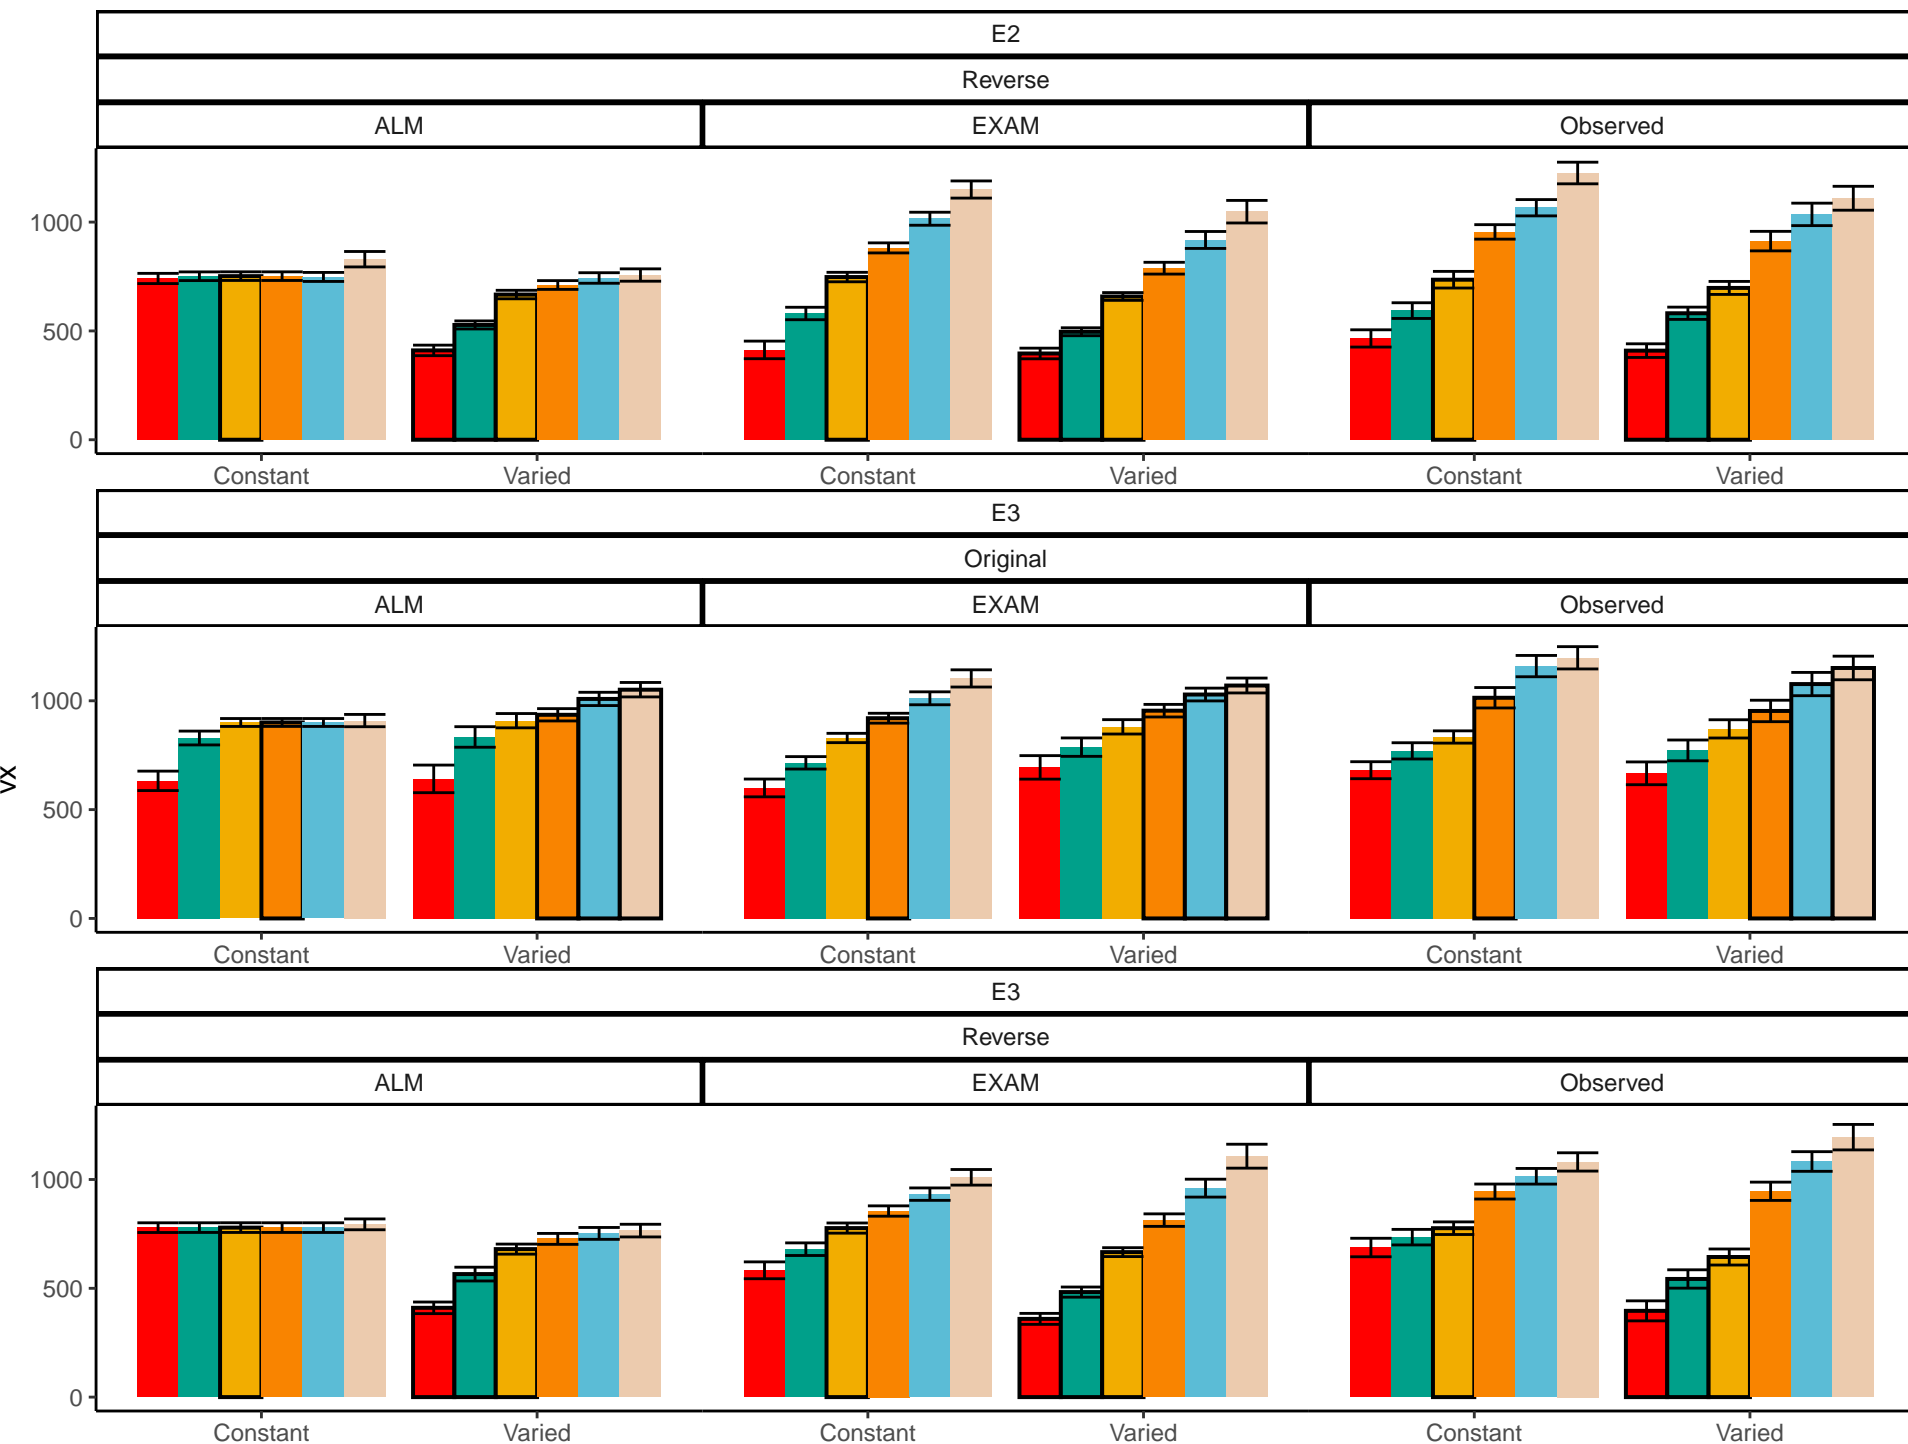 E2
Reverse
ALM EXAM Observed
1000
500
0
Constant Varied Constant Varied Constant Varied
E3
Original
ALM EXAM Observed
1000
500
0
vx
Constant Varied Constant Varied Constant Varied
E3
Reverse
ALM EXAM Observed
1000
500
0
Constant Varied Constant Varied Constant Varied